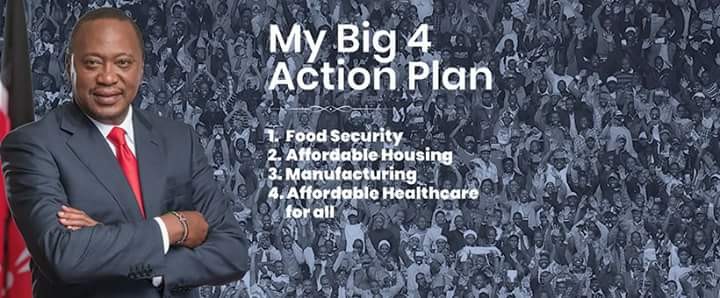 My Big 4
Action Plan
1. Food Security
2. Affordable Housing
3. Manufacturing
4. Affordable Healthcare
for all